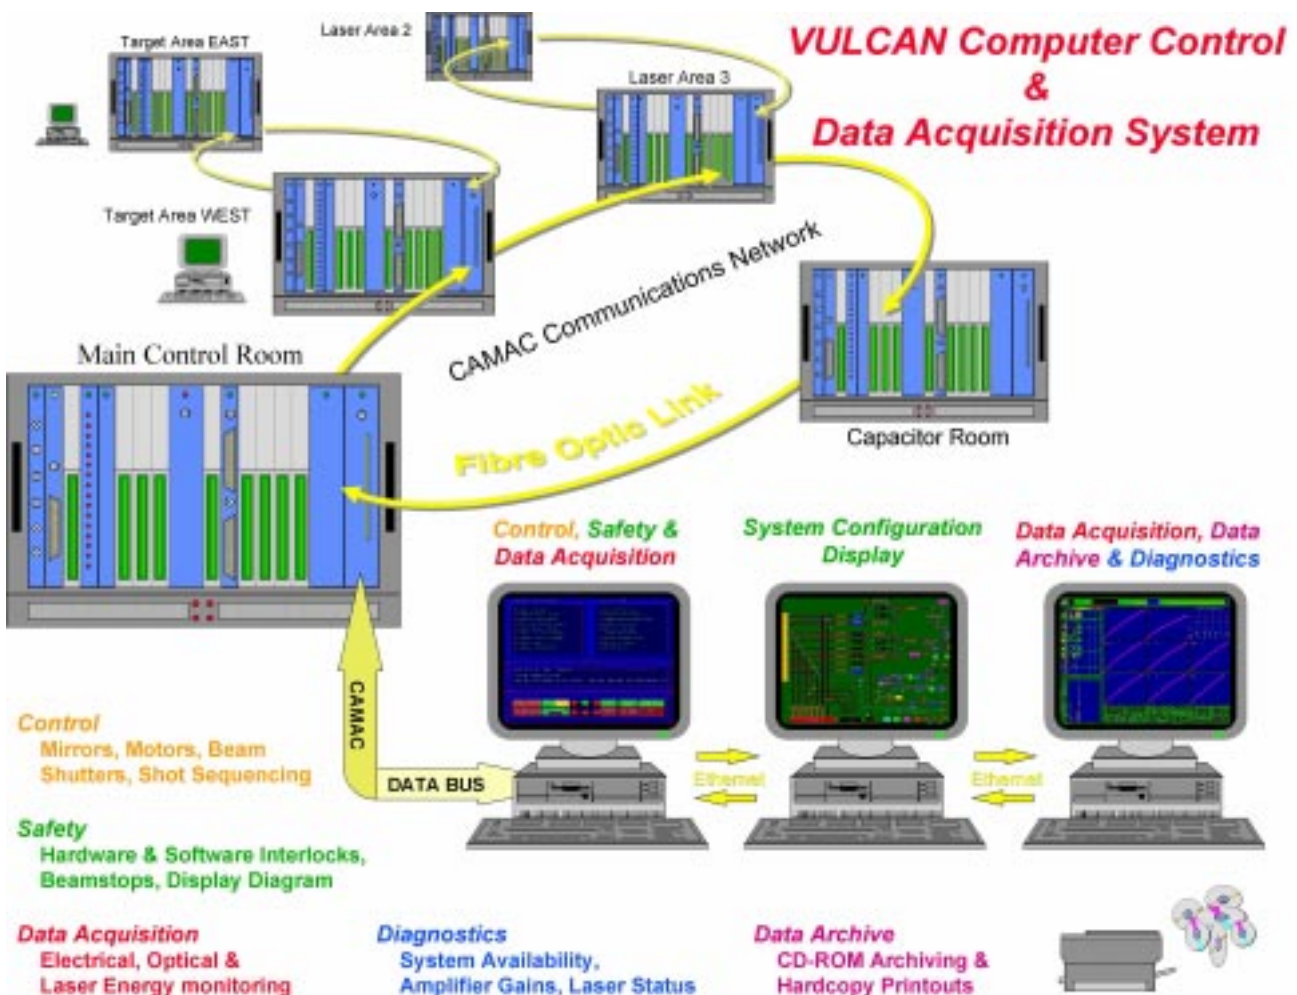 VULCAN Computer Control
&
Data Acquisition System
Target Area EAST
Laser Area 2
Laser Area 3
Target Area WEST
CAMAC Communications Network
Main Control Room
Fibre Optic Link
Capacitor Room
Control, Safety &
Data Acquisition
System Configuration
Display
Data Acquisition, Data
Archive & Diagnostics
CAMAC
DATA BUS
Ethernet
Ethernet
Control
Mirrors, Motors, Beam
Shutters, Shot Sequencing
Safety
Hardware & Software Interlocks,
Beamstops, Display Diagram
Data Acquisition
Electrical, Optical &
Laser Energy monitoring
Diagnostics
System Availability,
Amplifier Gains, Laser Status
Data Archive
CD-ROM Archiving &
Hardcopy Printouts